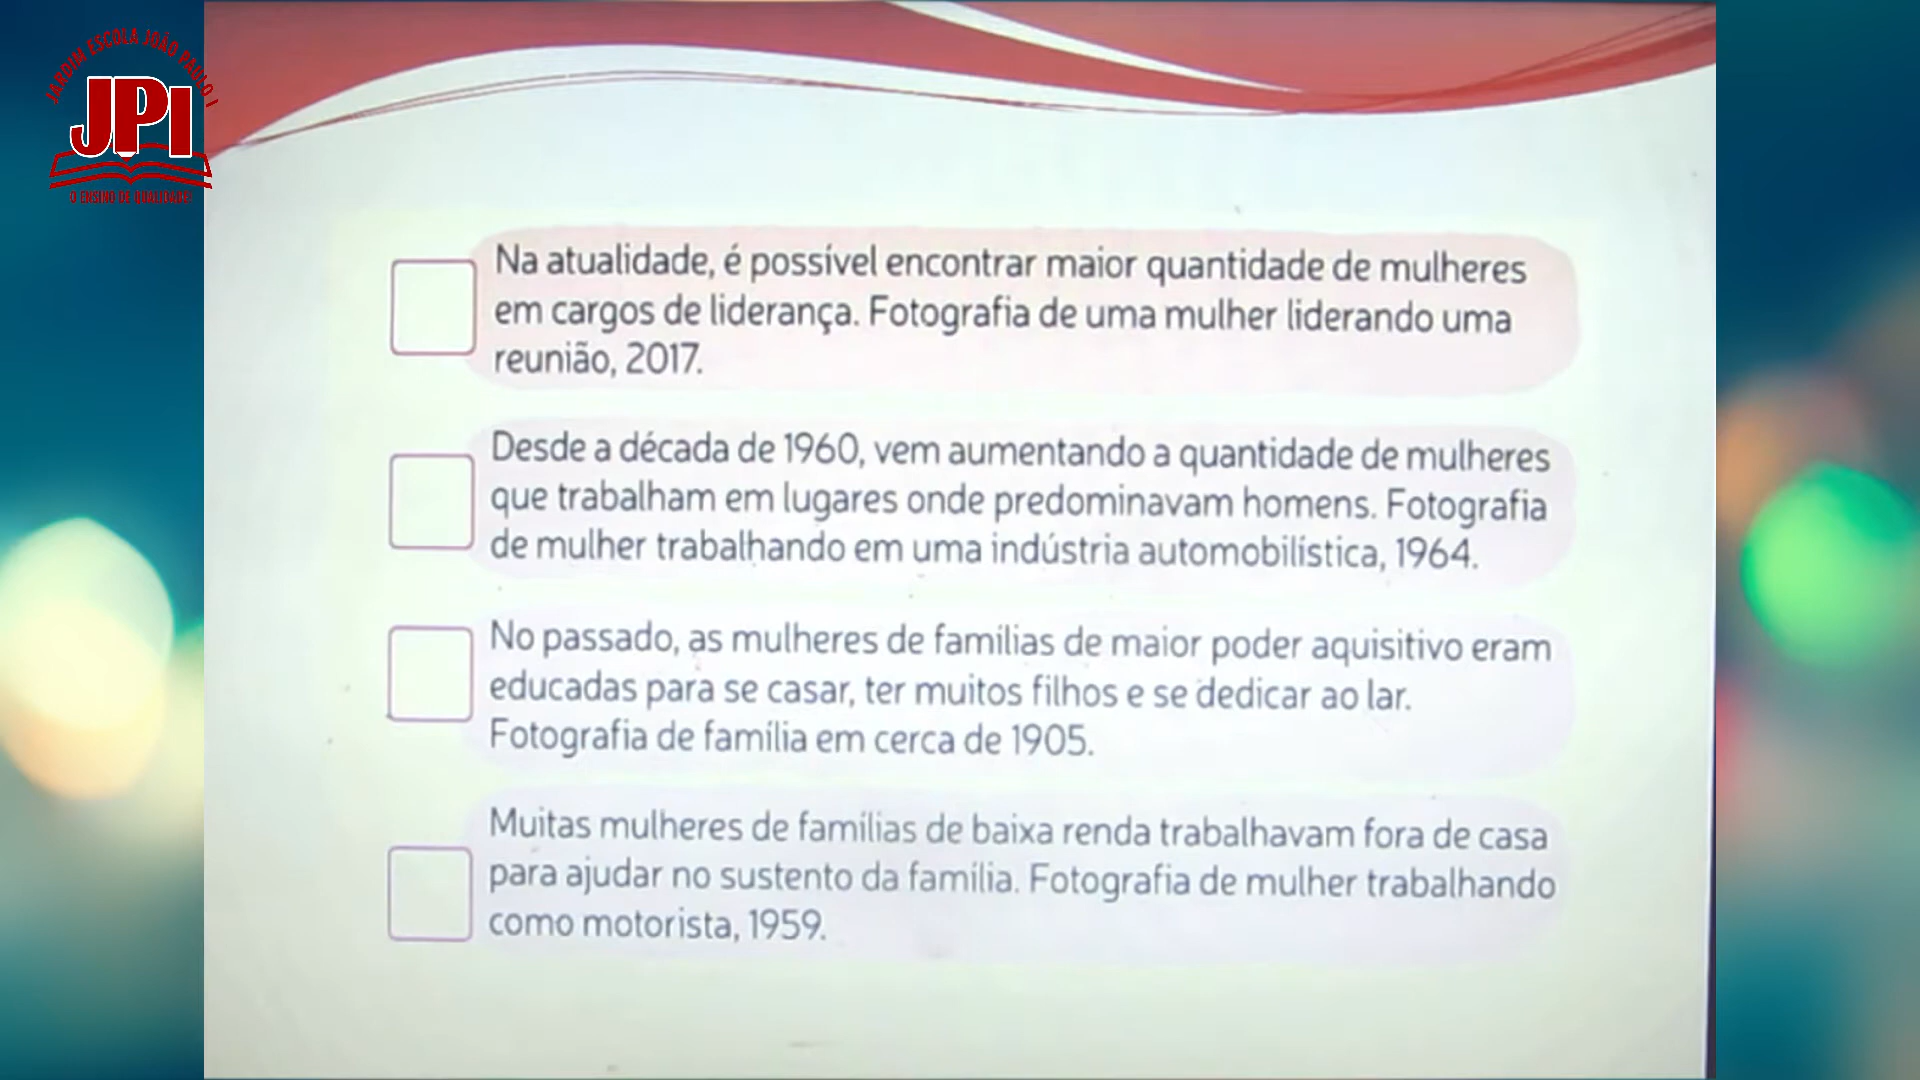 JARDIM ESCOLA JOÃO PAULO I
JPI
O ENSINO DE QUALIDADE!
Na atualidade, é possível encontrar maior quantidade de mulheres
em cargos de liderança. Fotografia de uma mulher liderando uma
reunião, 2017.
Desde a década de 1960, vem aumentando a quantidade de mulheres
que trabalham em lugares onde predominavam homens. Fotografia
de mulher trabalhando em uma indústria automobilística, 1964.
No passado, as mulheres de famílias de maior poder aquisitivo eram
educadas para se casar, ter muitos filhos e se dedicar ao lar.
Fotografia de família em cerca de 1905.
Muitas mulheres de famílias de baixa renda trabalhavam fora de casa
para ajudar no sustento da família. Fotografia de mulher trabalhando
como motorista, 1959.